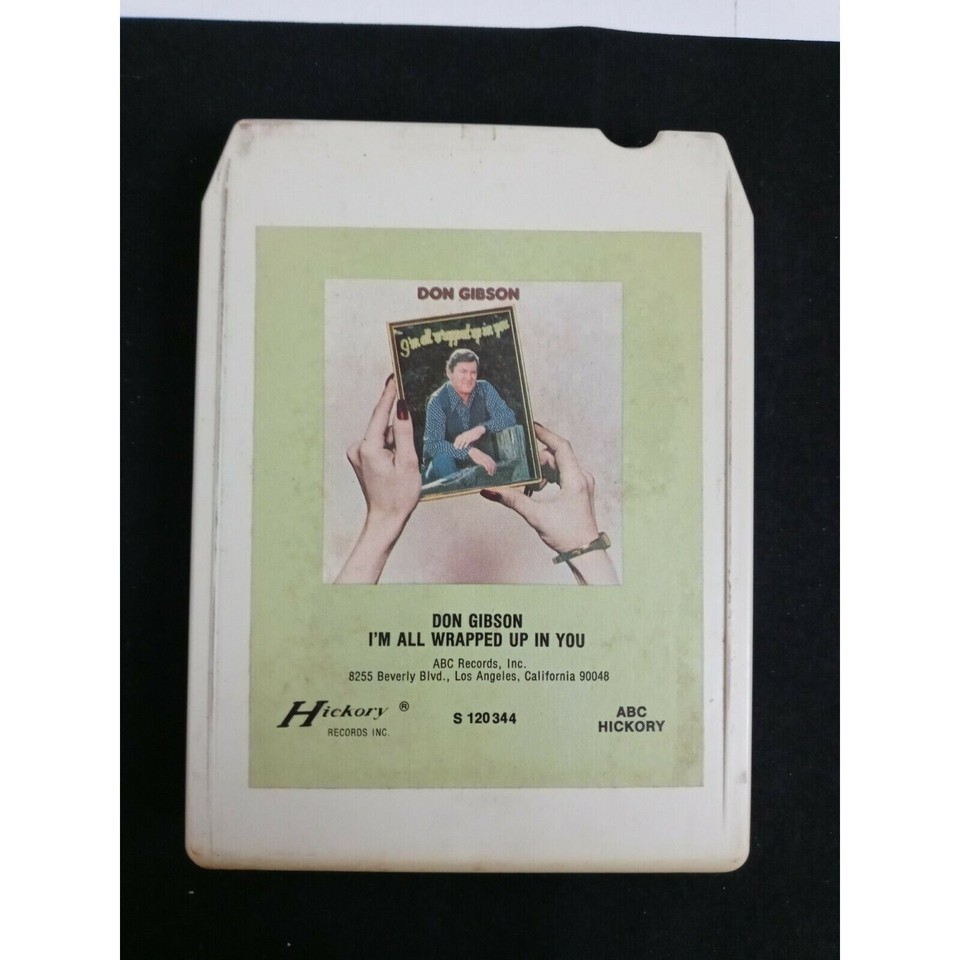 DON GIBSON
I'm all wrapped up in you
DON GIBSON
I'M ALL WRAPPED UP IN YOU
ABC Records, Inc.
8255 Beverly Blvd., Los Angeles, California 90048
Hickory ®
RECORDS INC.
S 120344
ABC
HICKORY